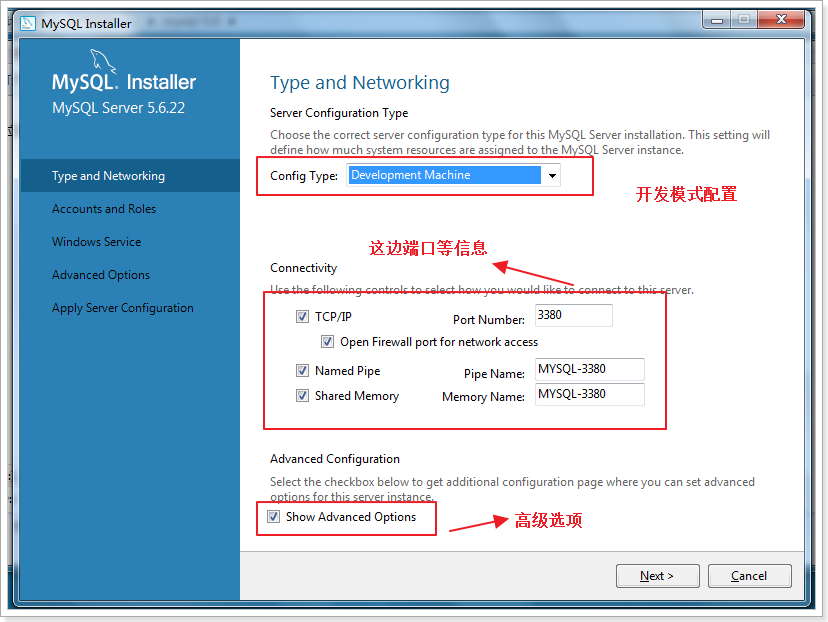 MySQL Installer
MySQL. Installer
MySQL Server 5.6.22
Type and Networking
Accounts and Roles
Windows Service
Advanced Options
Apply Server Configuration
Type and Networking
Server Configuration Type
Choose the correct server configuration type for this MySQL Server installation. This setting will
define how much system resources are assigned to the MySQL Server instance.
Config Type: Development Machine
开发模式配置
这边端口等信息
Connectivity
Use the following controls to select how you would like to connect to this server.
TCP/IP Port Number: 3380
Open Firewall port for network access
Named Pipe Pipe Name: MYSQL-3380
Shared Memory Memory Name: MYSQL-3380
Advanced Configuration
Select the checkbox below to get additional configuration page where you can set advanced
options for this server instance.
Show Advanced Options
高级选项
Next >
Cancel